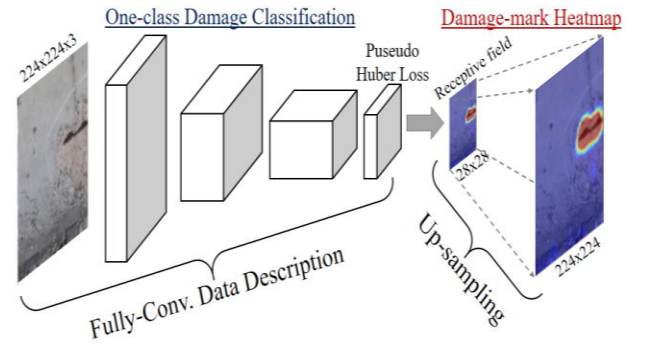 One-class Damage Classification
Damage-mark Heatmap
224x224x3
Puseudo
Huber Loss
Receptive field
28x28
224x224
Fully-Conv. Data Description
Up-sampling